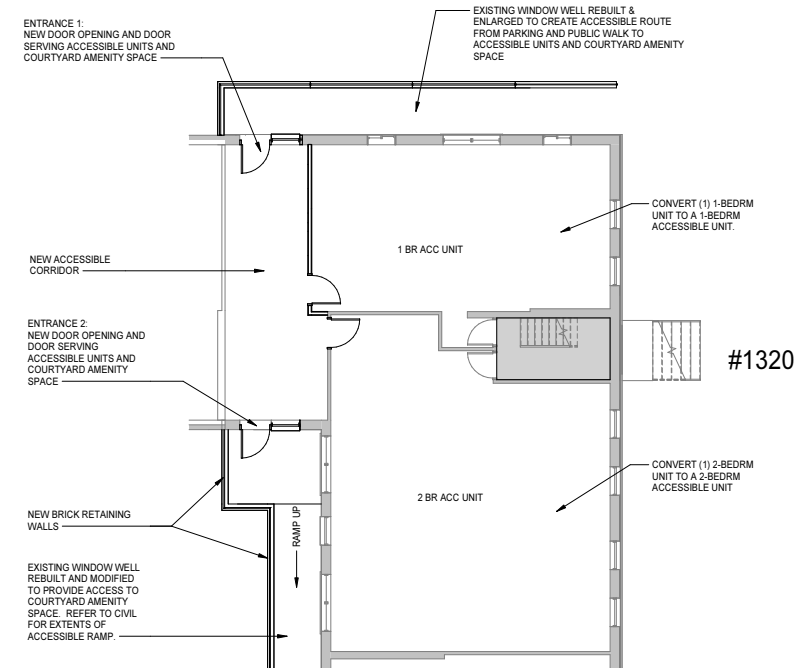 ENTRANCE 1:
NEW DOOR OPENING AND DOOR
SERVING ACCESSIBLE UNITS AND
COURTYARD AMENITY SPACE
EXISTING WINDOW WELL REBUILT &
ENLARGED TO CREATE ACCESSIBLE ROUTE
FROM PARKING AND PUBLIC WALK TO
ACCESSIBLE UNITS AND COURTYARD AMENITY
SPACE
CONVERT (1) 1-BEDRM
UNIT TO A 1-BEDRM
ACCESSIBLE UNIT.
1 BR ACC UNIT
NEW ACCESSIBLE
CORRIDOR
ENTRANCE 2:
NEW DOOR OPENING AND
DOOR SERVING
ACCESSIBLE UNITS AND
COURTYARD AMENITY
SPACE
#1320
CONVERT (1) 2-BEDRM
UNIT TO A 2-BEDRM
ACCESSIBLE UNIT
2 BR ACC UNIT
NEW BRICK RETAINING
WALLS
RAMP UP
EXISTING WINDOW WELL
REBUILT AND MODIFIED
TO PROVIDE ACCESS TO
COURTYARD AMENITY
SPACE. REFER TO CIVIL
FOR EXTENTS OF
ACCESSIBLE RAMP.